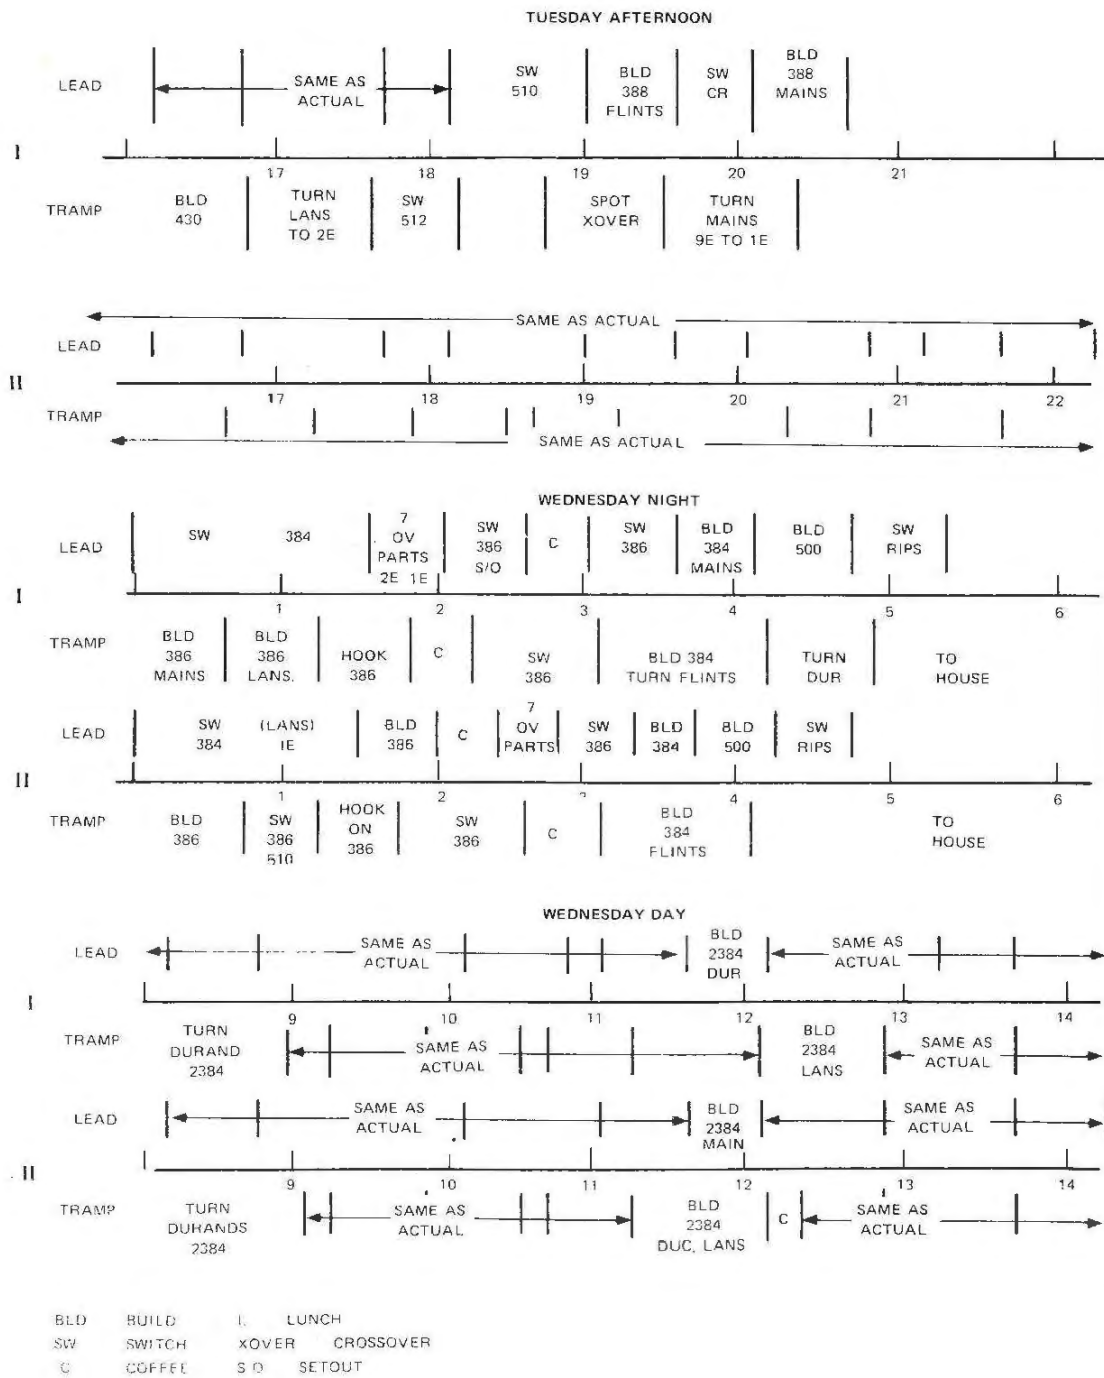 TUESDAY AFTERNOON
LEAD
SAME AS
ACTUAL
SW
510
BLD
388
FLINTS
SW
CR
BLD
388
MAINS
I
17 18 19 20 21
TRAMP
BLD
430
TURN
LANS
TO 2E
SW
512
SPOT
XOVER
TURN
MAINS
9E TO 1E
SAME AS ACTUAL
LEAD
II
17 18 19 20 21 22
TRAMP
SAME AS ACTUAL
WEDNESDAY NIGHT
LEAD
SW 384
7
OV
PARTS
2E 1E
SW
386
S/O
C
SW
386
BLD
384
MAINS
BLD
500
SW
RIPS
I
1 2 3 4 5 6
TRAMP
BLD
386
MAINS
BLD
386
LANS.
HOOK
386
C
SW
386
BLD 384
TURN FLINTS
TURN
DUR
TO
HOUSE
LEAD
SW (LANS)
384 IE
BLD
386
C
7
OV
PARTS
SW
386
BLD
384
BLD
500
SW
RIPS
II
1 2 3 4 5 6
TRAMP
BLD
386
SW
386
510
HOOK
ON
386
SW
386
C
BLD
384
FLINTS
TO
HOUSE
WEDNESDAY DAY
LEAD
SAME AS
ACTUAL
BLD
2384
DUR
SAME AS
ACTUAL
I
9 10 11 12 13 14
TRAMP
TURN
DURAND
2384
SAME AS
ACTUAL
BLD
2384
LANS
SAME AS
ACTUAL
LEAD
SAME AS
ACTUAL
BLD
2384
MAIN
SAME AS
ACTUAL
II
9 10 11 12 13 14
TRAMP
TURN
DURANDS
2384
SAME AS
ACTUAL
BLD
2384
DUC, LANS
C
SAME AS
ACTUAL
BLD BUILD L LUNCH
SW SWITCH XOVER CROSSOVER
C COFFEE S O SETOUT